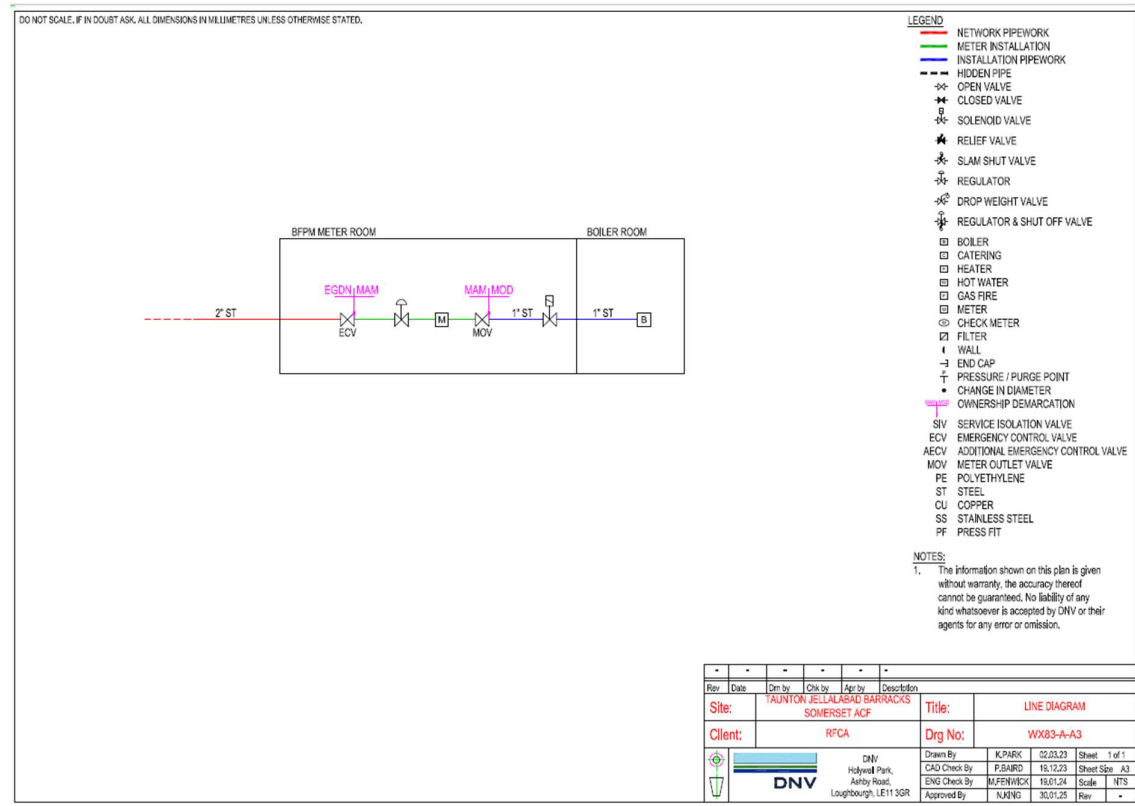 DO NOT SCALE. IF IN DOUBT ASK. ALL DIMENSIONS IN MILLIMETRES UNLESS OTHERWISE STATED.
BFPM METER ROOM
BOILER ROOM
EGDN MAM
MAM MOD
2" ST
M
1" ST
1" ST
B
ECV
MOV
LEGEND
NETWORK PIPEWORK
METER INSTALLATION
INSTALLATION PIPEWORK
HIDDEN PIPE
OPEN VALVE
CLOSED VALVE
SOLENOID VALVE
RELIEF VALVE
SLAM SHUT VALVE
REGULATOR
DROP WEIGHT VALVE
REGULATOR & SHUT OFF VALVE
BOILER
CATERING
HEATER
HOT WATER
GAS FIRE
METER
CHECK METER
FILTER
WALL
END CAP
PRESSURE / PURGE POINT
CHANGE IN DIAMETER
OWNERSHIP DEMARCATION
SIV SERVICE ISOLATION VALVE
ECV EMERGENCY CONTROL VALVE
AECV ADDITIONAL EMERGENCY CONTROL VALVE
MOV METER OUTLET VALVE
PE POLYETHYLENE
ST STEEL
CU COPPER
SS STAINLESS STEEL
PF PRESS FIT
NOTES:
1. The information shown on this plan is given
without warranty, the accuracy thereof
cannot be guaranteed. No liability of any
kind whatsoever is accepted by DNV or their
agents for any error or omission.
- - - - - -
Rev Date Drn by Chk by Apr by Description
Site: TAUNTON JELLALABAD BARRACKS
SOMERSET ACF
Title: LINE DIAGRAM
Client: RFCA
Drg No: WX83-A-A3
DNV
DNV
Holywell Park,
Ashby Road,
Loughbourgh, LE11 3GR
Drawn By K.PARK 02.03.23 Sheet 1 of 1
CAD Check By P.BAIRD 19.12.23 Sheet Size A3
ENG Check By M.FENWICK 19.01.24 Scale NTS
Approved By N.KING 30.01.25 Rev -